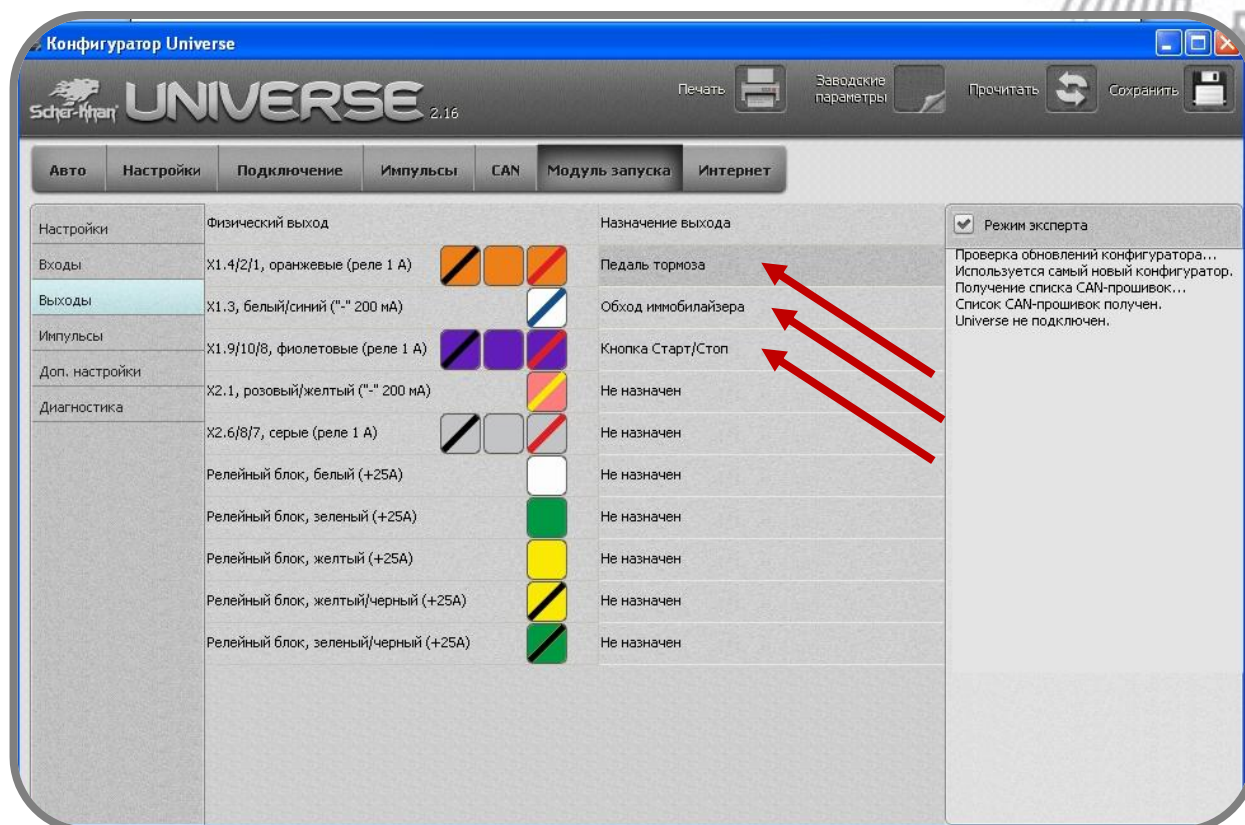 Конфигуратор Universe
Scher-Khan UNIVERSE 2.16
Печать
Заводские параметры
Прочитать
Сохранить
Авто Настройки Подключение Импульсы CAN Модуль запуска Интернет
Настройки
Входы
Выходы
Импульсы
Доп. настройки
Диагностика
Физический выход Назначение выхода
X1.4/2/1, оранжевые (реле 1 А) Педаль тормоза
X1.3, белый/синий ("-" 200 мА) Обход иммобилайзера
X1.9/10/8, фиолетовые (реле 1 А) Кнопка Старт/Стоп
X2.1, розовый/желтый ("-" 200 мА) Не назначен
X2.6/8/7, серые (реле 1 А) Не назначен
Релейный блок, белый (+25А) Не назначен
Релейный блок, зеленый (+25А) Не назначен
Релейный блок, желтый (+25А) Не назначен
Релейный блок, желтый/черный (+25А) Не назначен
Релейный блок, зеленый/черный (+25А) Не назначен
Режим эксперта
Проверка обновлений конфигуратора...
Используется самый новый конфигуратор.
Получение списка CAN-прошивок...
Список CAN-прошивок получен.
Universe не подключен.